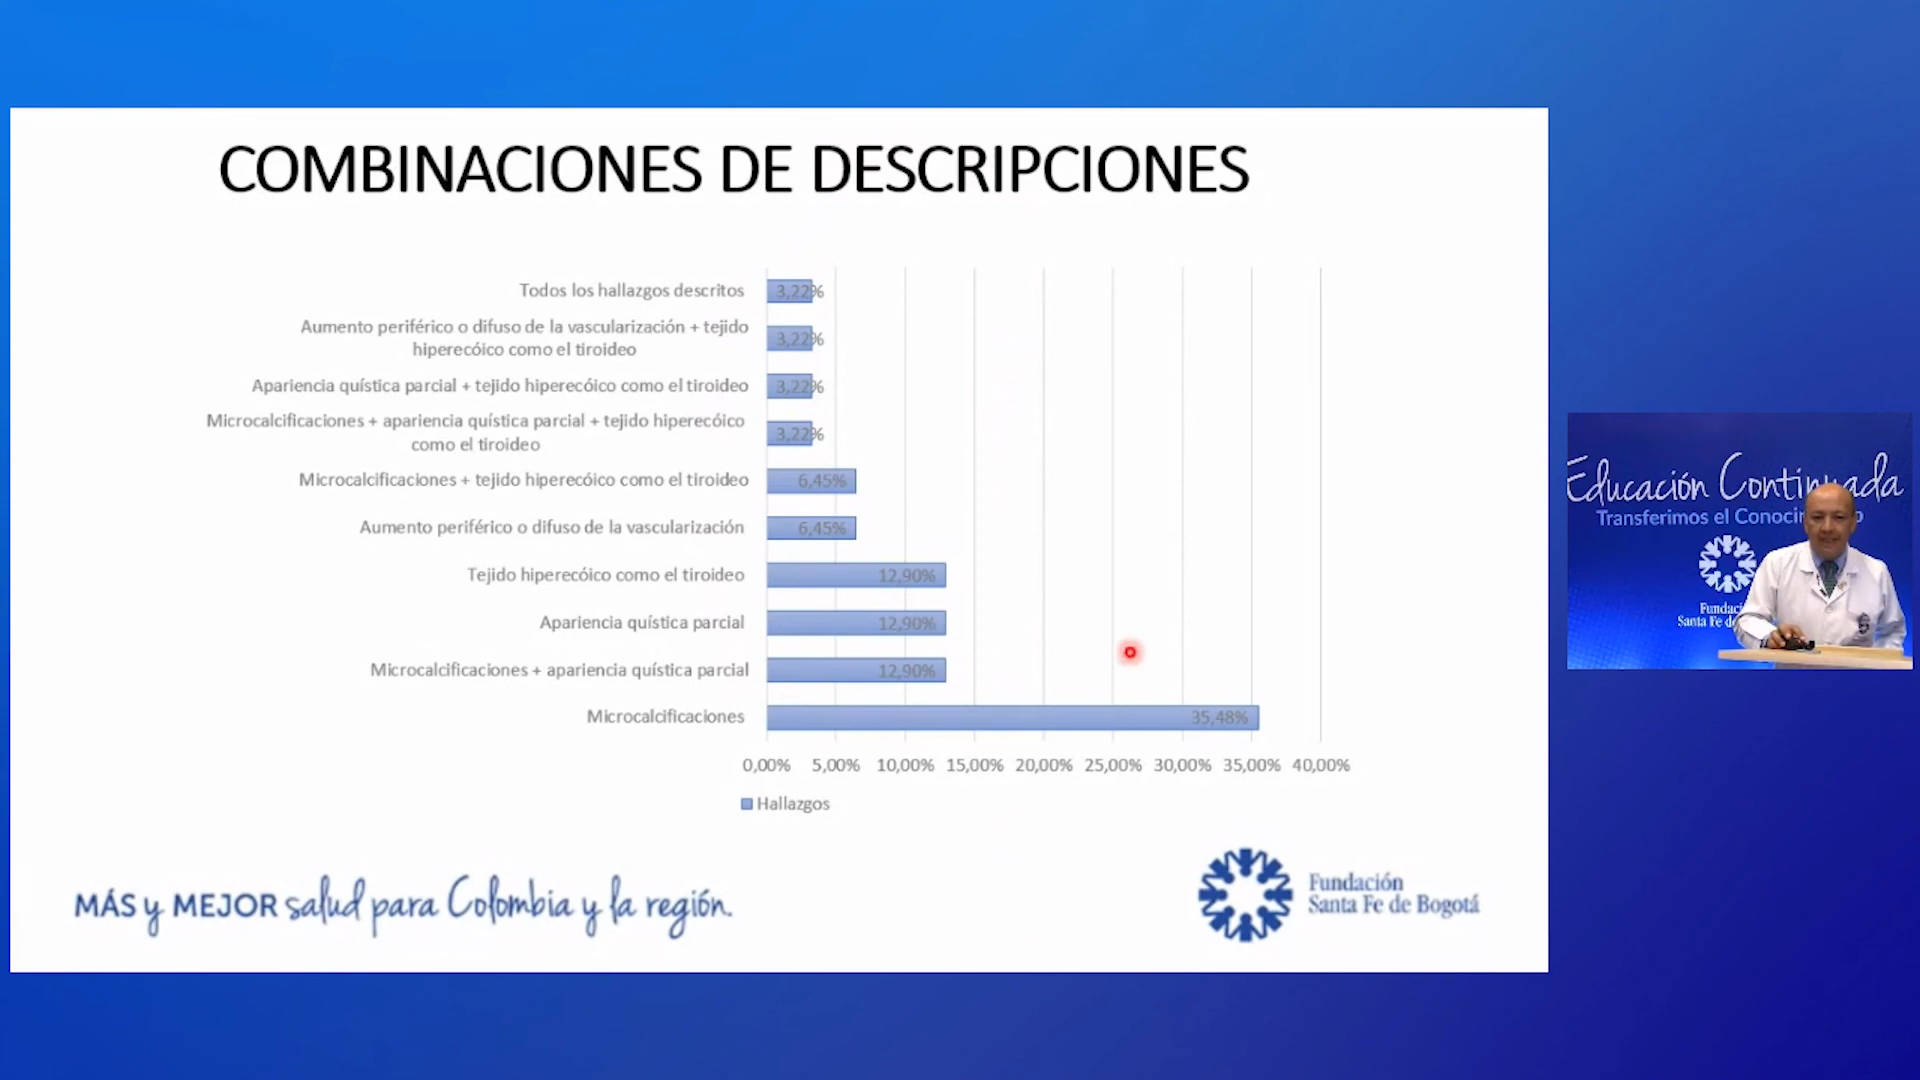 COMBINACIONES DE DESCRIPCIONES
Todos los hallazgos descritos
3,22%
Aumento periférico o difuso de la vascularización + tejido
hiperecóico como el tiroideo
3,22%
Apariencia quística parcial + tejido hiperecóico como el tiroideo
3,22%
Microcalcificaciones + apariencia quística parcial + tejido hiperecóico
como el tiroideo
3,22%
Microcalcificaciones + tejido hiperecóico como el tiroideo
6,45%
Aumento periférico o difuso de la vascularización
6,45%
Tejido hiperecóico como el tiroideo
12,90%
Apariencia quística parcial
12,90%
Microcalcificaciones + apariencia quística parcial
12,90%
Microcalcificaciones
35,48%
0,00% 5,00% 10,00% 15,00% 20,00% 25,00% 30,00% 35,00% 40,00%
Hallazgos
MÁS y MEJOR salud para Colombia y la región.
Fundación
Santa Fe de Bogotá
Educación Continuada
Transferimos el
Santa Fe